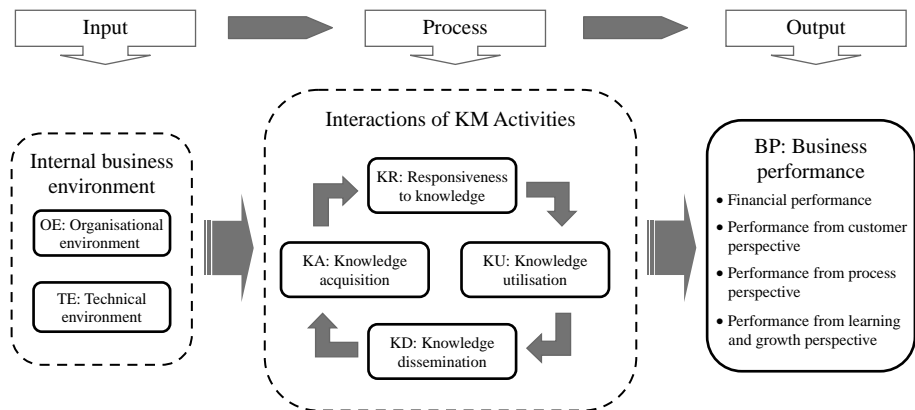 Input
Process
Output
Internal business
environment
OE: Organisational
environment
TE: Technical
environment
Interactions of KM Activities
KR: Responsiveness
to knowledge
KA: Knowledge
acquisition
KU: Knowledge
utilisation
KD: Knowledge
dissemination
BP: Business
performance
• Financial performance
• Performance from customer
perspective
• Performance from process
perspective
• Performance from learning
and growth perspective